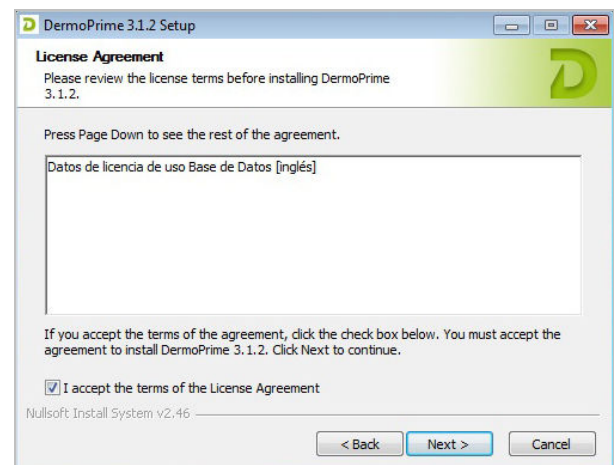 DermoPrime 3.1.2 Setup
License Agreement
Please review the license terms before installing DermoPrime
3.1.2.
Press Page Down to see the rest of the agreement.
Datos de licencia de uso Base de Datos [inglés]
If you accept the terms of the agreement, click the check box below. You must accept the
agreement to install DermoPrime 3.1.2. Click Next to continue.
I accept the terms of the License Agreement
Nullsoft Install System v2.46
< Back Next > Cancel